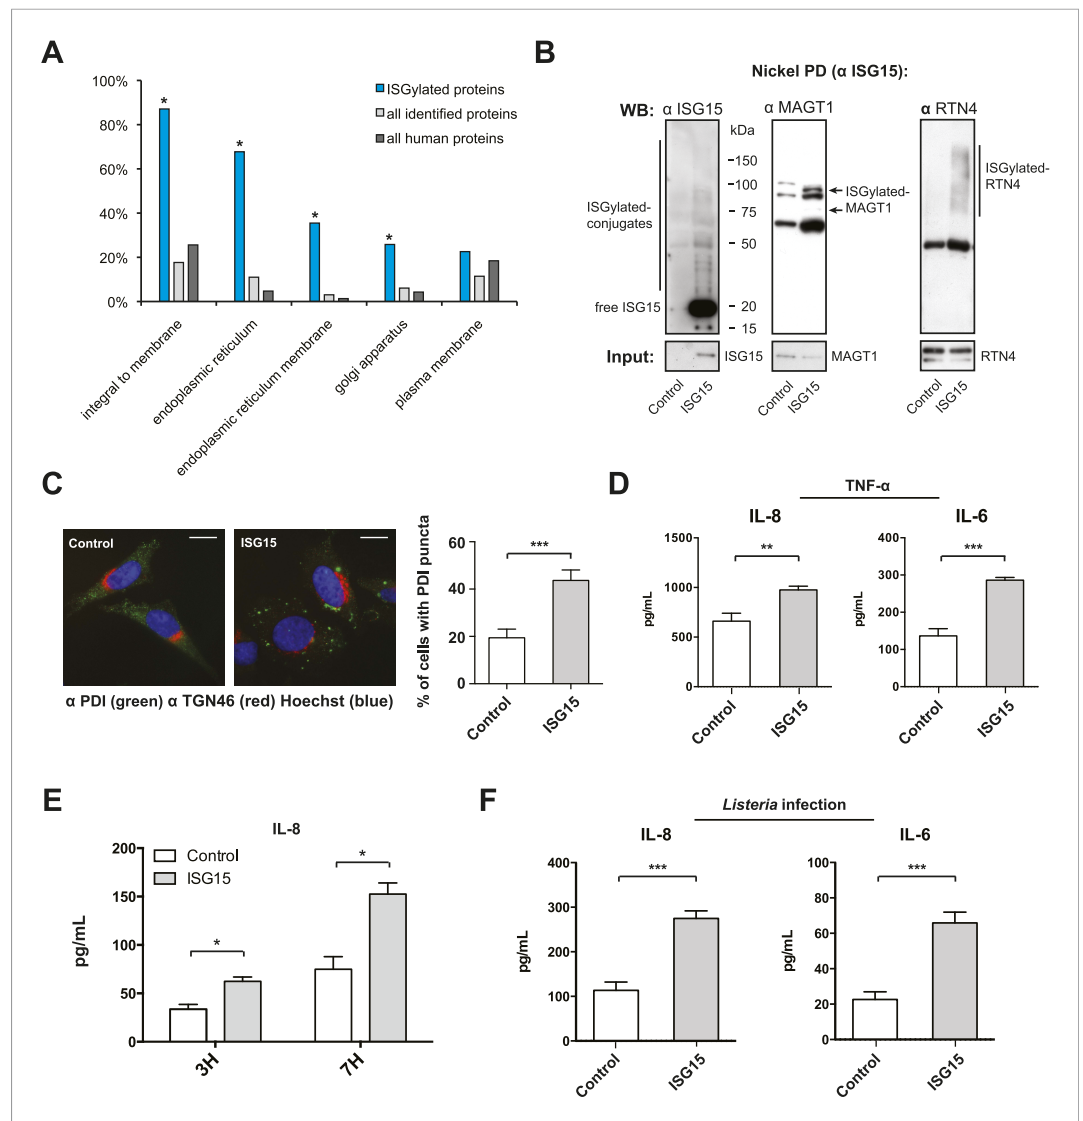 A
100%
80%
60%
40%
20%
0%
*
*
*
*
ISGylated proteins
all identified proteins
all human proteins
integral to membrane
endoplasmic reticulum
endoplasmic reticulum membrane
golgi apparatus
plasma membrane
B
Nickel PD (α ISG15):
WB: α ISG15 α MAGT1 α RTN4
kDa
150
100
75
50
20
15
ISGylated-
conjugates
free ISG15
ISGylated-
MAGT1
ISGylated-
RTN4
Input: ISG15 MAGT1 RTN4
Control ISG15 Control ISG15 Control ISG15
C
Control
ISG15
α PDI (green) α TGN46 (red) Hoechst (blue)
% of cells with PDI puncta
60
40
20
0
***
Control ISG15
D
TNF-α
IL-8
pg/mL
1500
1000
500
0
**
Control ISG15
IL-6
pg/mL
400
300
200
100
0
***
Control ISG15
E
IL-8
pg/mL
200
150
100
50
0
Control
ISG15
*
*
3H 7H
F
Listeria infection
IL-8
pg/mL
400
300
200
100
0
***
Control ISG15
IL-6
pg/mL
100
80
60
40
20
0
***
Control ISG15